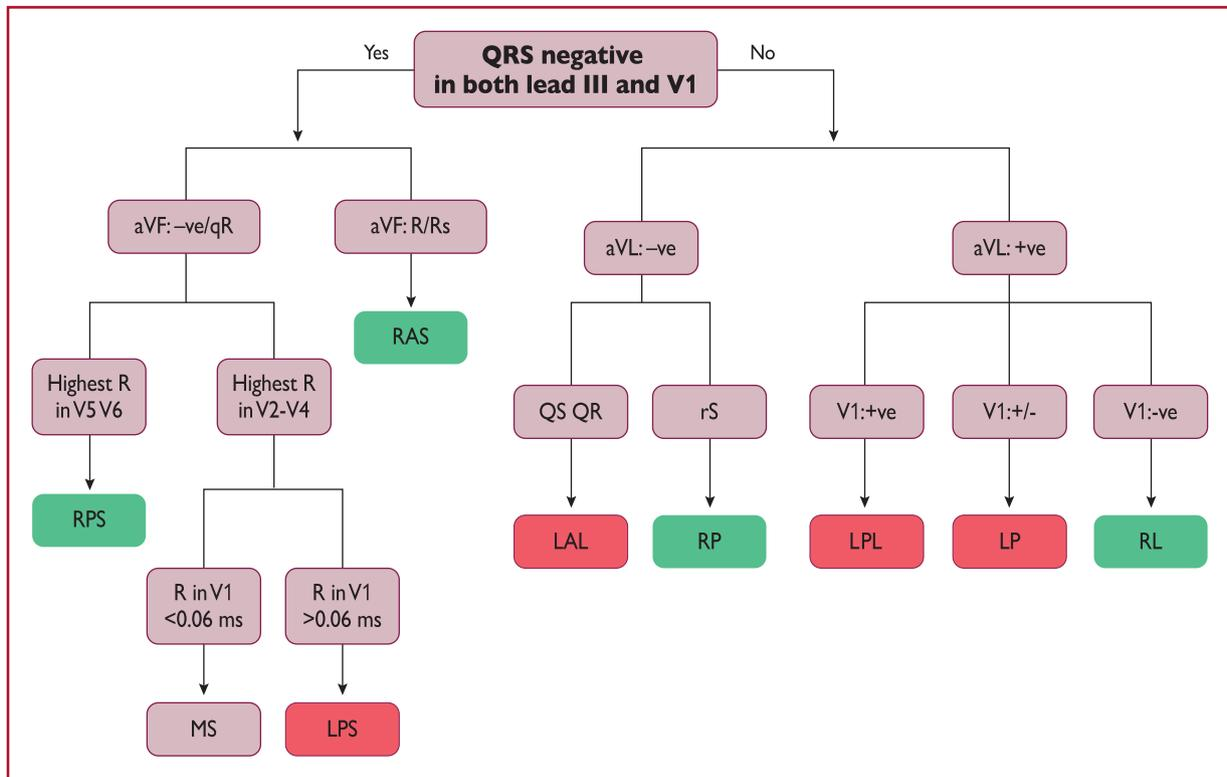 QRS negative
in both lead III and V1
Yes
No
aVF: –ve/qR
aVF: R/Rs
aVL: –ve
aVL: +ve
RAS
Highest R
in V5 V6
Highest R
in V2-V4
QS QR
rS
V1:+ve
V1:+/-
V1:-ve
RPS
LAL
RP
LPL
LP
RL
R in V1
<0.06 ms
R in V1
>0.06 ms
MS
LPS